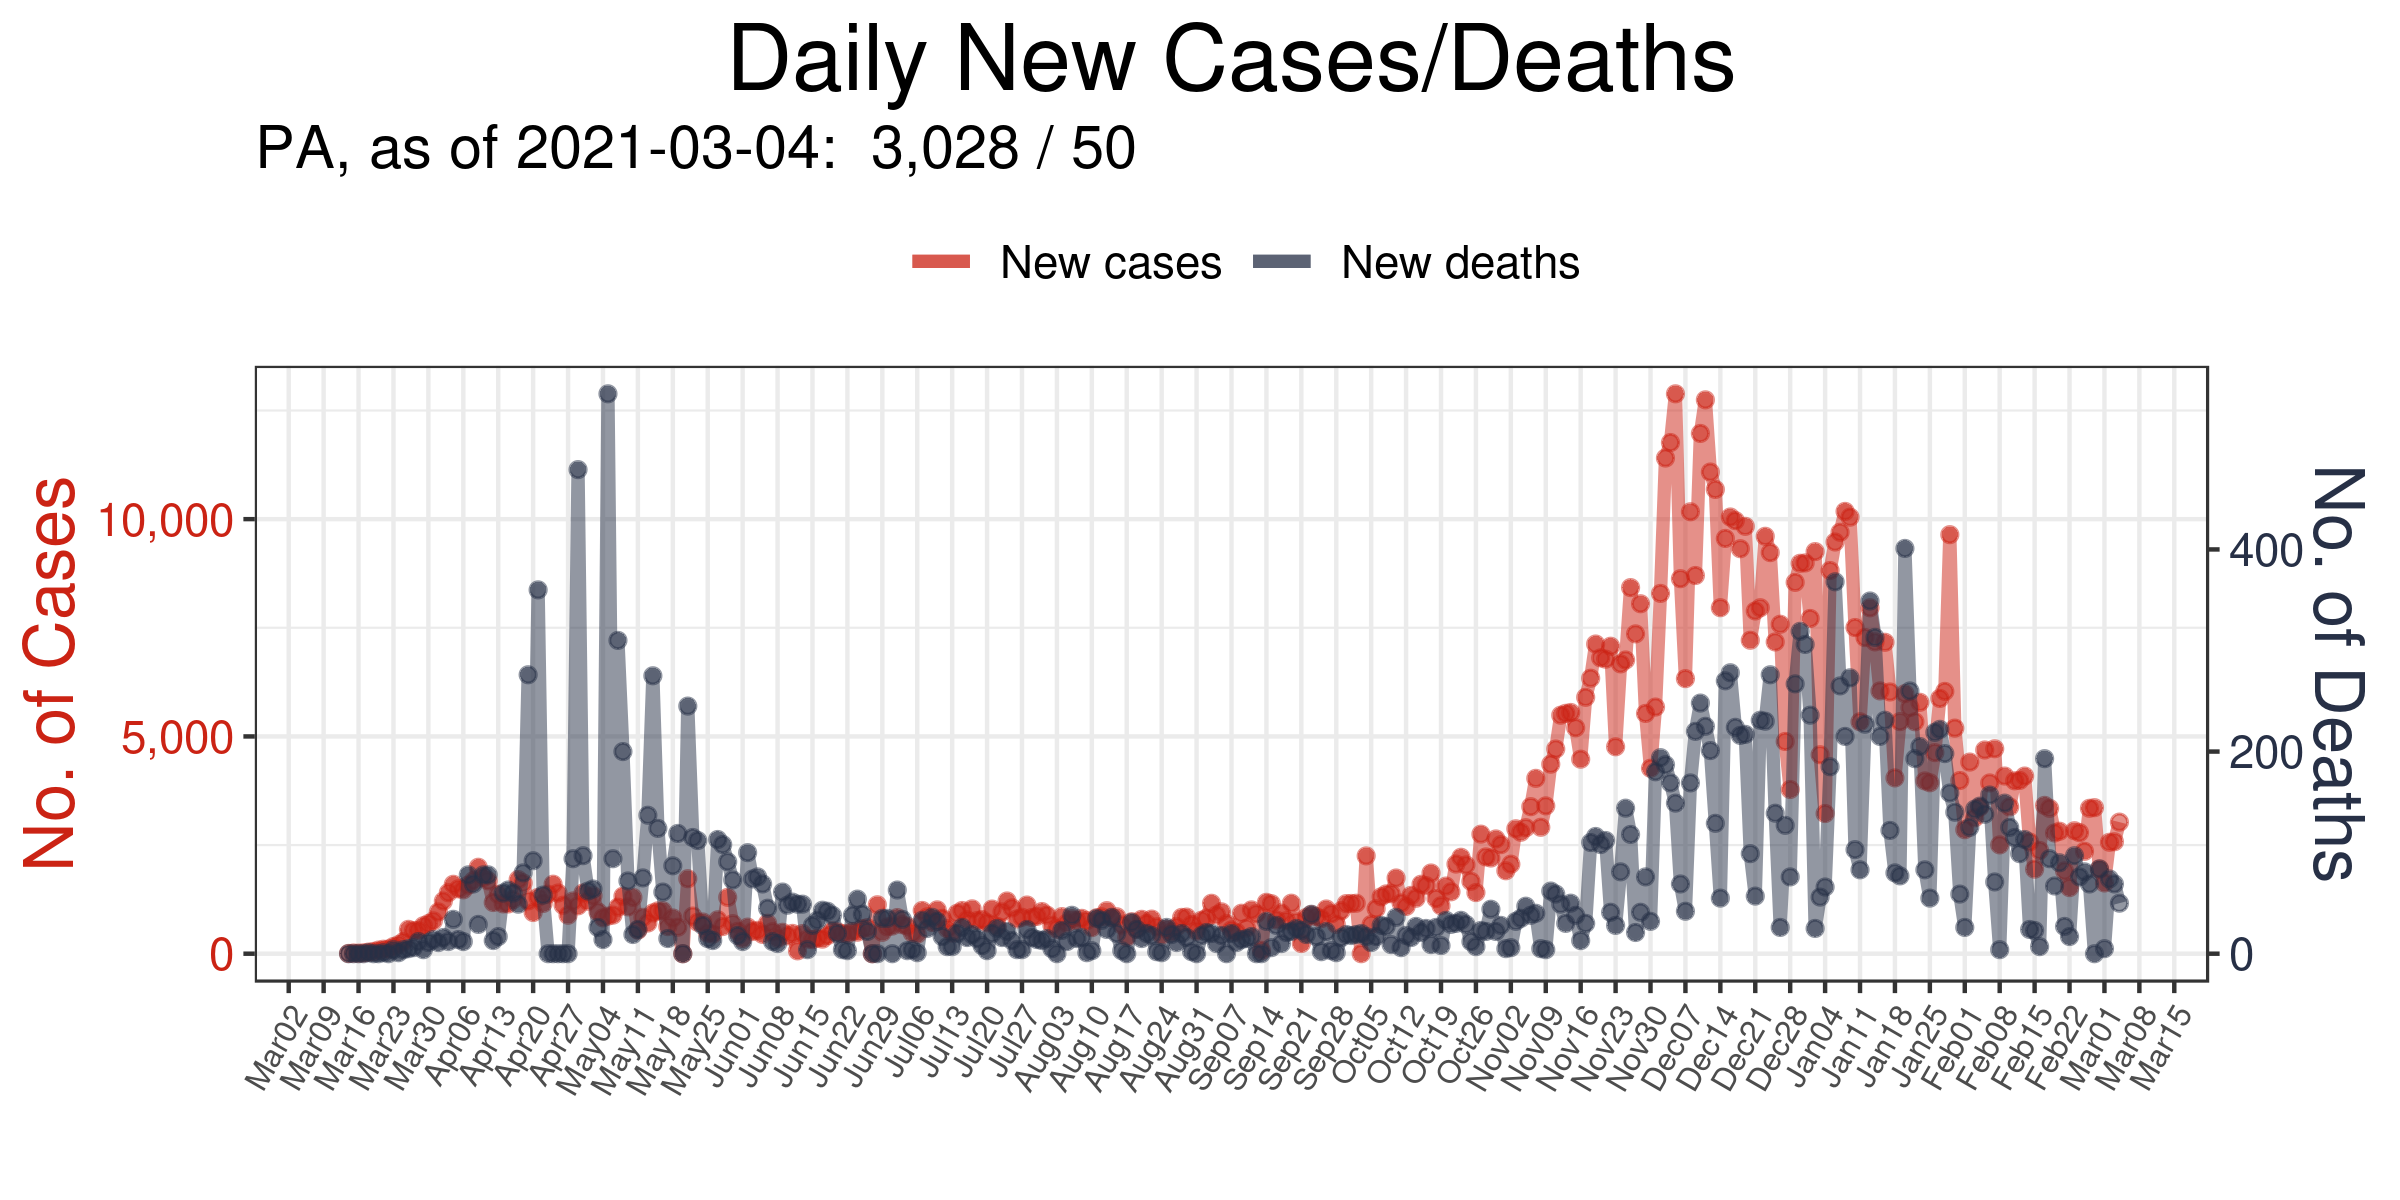 Daily New Cases/Deaths
PA, as of 2021-03-04:  3,028 / 50
New cases
New deaths
No. of Cases
10,000
5,000
0
400
200
0
No. of Deaths
Mar02
Mar09
Mar16
Mar23
Mar30
Apr06
Apr13
Apr20
Apr27
May04
May11
May18
May25
Jun01
Jun08
Jun15
Jun22
Jun29
Jul06
Jul13
Jul20
Jul27
Aug03
Aug10
Aug17
Aug24
Aug31
Sep07
Sep14
Sep21
Sep28
Oct05
Oct12
Oct19
Oct26
Nov02
Nov09
Nov16
Nov23
Nov30
Dec07
Dec14
Dec21
Dec28
Jan04
Jan11
Jan18
Jan25
Feb01
Feb08
Feb15
Feb22
Mar01
Mar08
Mar15